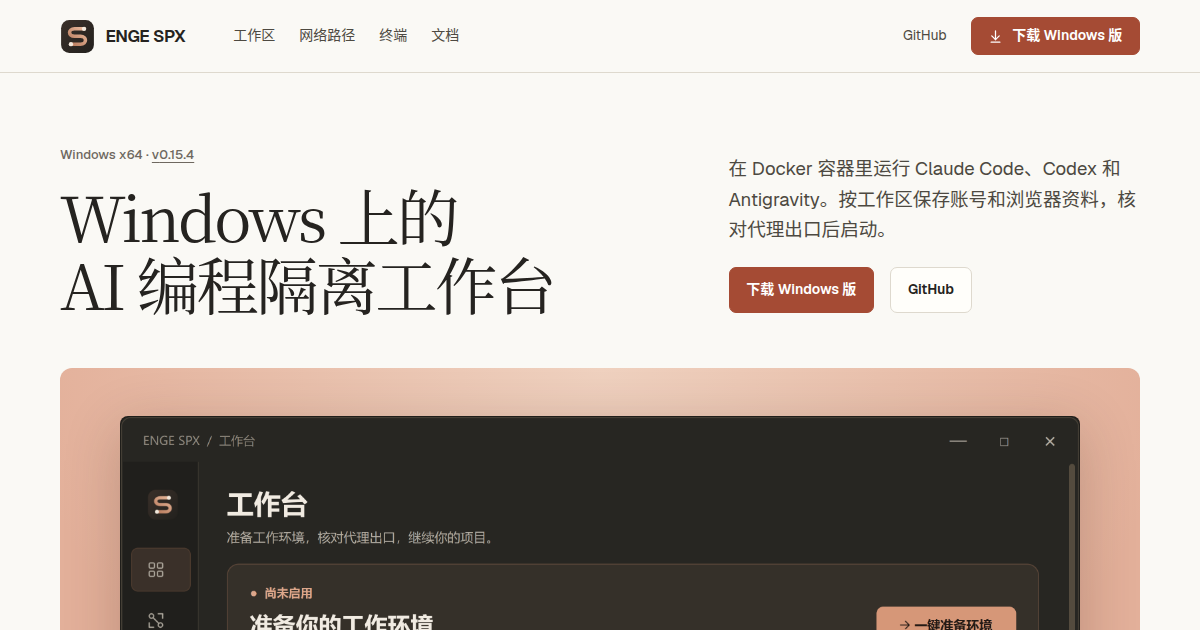 ENGE SPX
工作区
网络路径
终端
文档
GitHub
下载 Windows 版
Windows x64 · v0.15.4
Windows 上的
AI 编程隔离工作台
在 Docker 容器里运行 Claude Code、Codex 和
Antigravity。按工作区保存账号和浏览器资料，核
对代理出口后启动。
下载 Windows 版
GitHub
ENGE SPX / 工作台
工作台
准备工作环境，核对代理出口，继续你的项目。
尚未启用
准备你的工作环境
一键准备环境